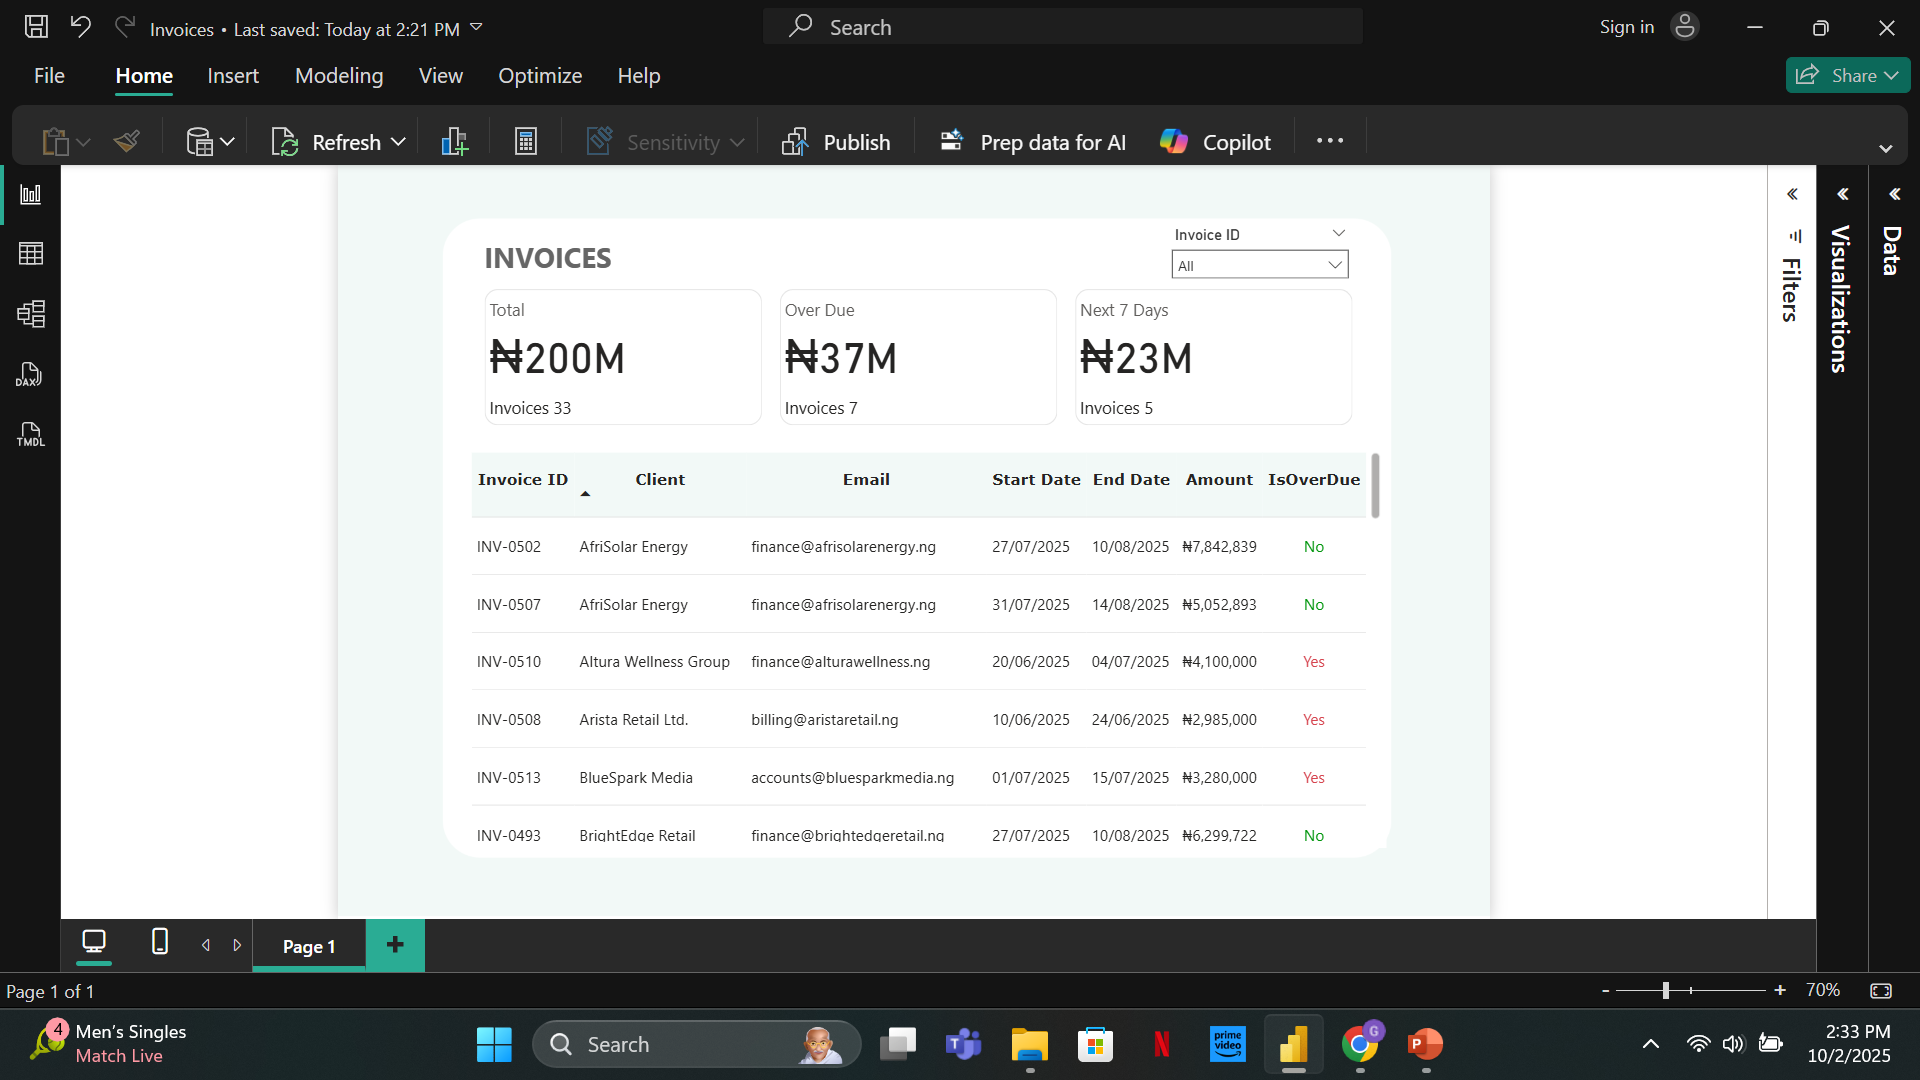 Invoices • Last saved: Today at 2:21 PM
Search
Sign in
File Home Insert Modeling View Optimize Help
Share
Refresh
Sensitivity
Publish
Prep data for AI
Copilot
DAX
TMDL
INVOICES
Invoice ID
All
Total
₦200M
Invoices 33
Over Due
₦37M
Invoices 7
Next 7 Days
₦23M
Invoices 5
Invoice ID Client Email Start Date End Date Amount IsOverDue
INV-0502 AfriSolar Energy finance@afrisolarenergy.ng 27/07/2025 10/08/2025 ₦7,842,839 No
INV-0507 AfriSolar Energy finance@afrisolarenergy.ng 31/07/2025 14/08/2025 ₦5,052,893 No
INV-0510 Altura Wellness Group finance@alturawellness.ng 20/06/2025 04/07/2025 ₦4,100,000 Yes
INV-0508 Arista Retail Ltd. billing@aristaretail.ng 10/06/2025 24/06/2025 ₦2,985,000 Yes
INV-0513 BlueSpark Media accounts@bluesparkmedia.ng 01/07/2025 15/07/2025 ₦3,280,000 Yes
INV-0493 BrightEdge Retail finance@brightedgeretail.ng 27/07/2025 10/08/2025 ₦6,299,722 No
Filters
Visualizations
Data
Page 1
Page 1 of 1
- + 70%
4
Men's Singles
Match Live
Search
T
N
prime video
G
P
2:33 PM
10/2/2025